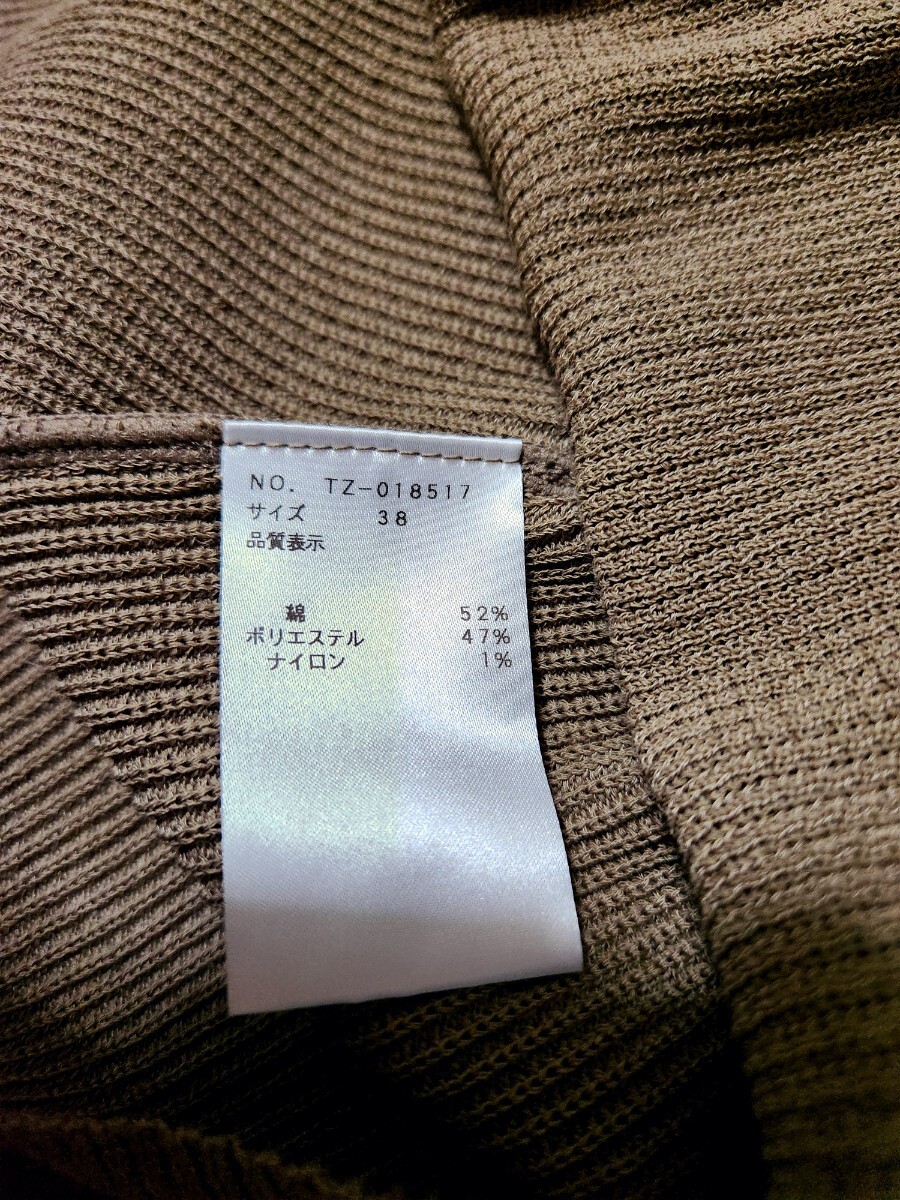 NO. TZ-018517
サイズ 38
品質表示
綿 52%
ポリエステル 47%
ナイロン 1%